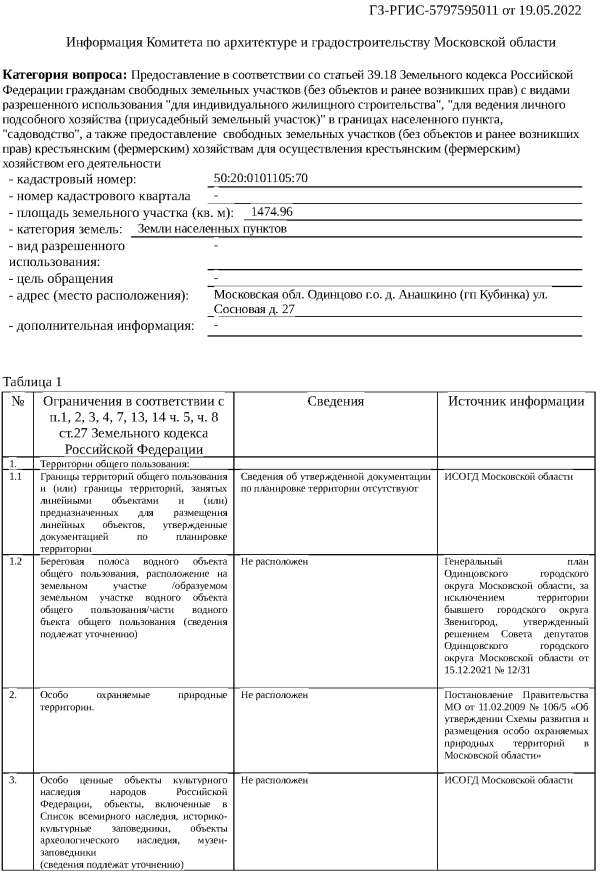 ГЗ-РГИС-5797595011 от 19.05.2022
Информация Комитета по архитектуре и градостроительству Московской области
Категория вопроса: Предоставление в соответствии со статьей 39.18 Земельного кодекса Российской
Федерации гражданам свободных земельных участков (без объектов и ранее возникших прав) с видами
разрешенного использования "для индивидуального жилищного строительства", "для ведения личного
подсобного хозяйства (приусадебный земельный участок)" в границах населенного пункта,
"садоводство", а также предоставление свободных земельных участков (без объектов и ранее возникших
прав) крестьянским (фермерским) хозяйствам для осуществления крестьянским (фермерским)
хозяйством его деятельности
- кадастровый номер: 50:20:0101105:70
- номер кадастрового квартала -
- площадь земельного участка (кв. м): 1474.96
- категория земель: Земли населенных пунктов
- вид разрешенного -
использования:
- цель обращения -
- адрес (место расположения): Московская обл. Одинцово г.о. д. Анашкино (гп Кубинка) ул.
Сосновая д. 27
- дополнительная информация: -
Таблица 1
№
Ограничения в соответствии с
п.1, 2, 3, 4, 7, 13, 14 ч. 5, ч. 8
ст.27 Земельного кодекса
Российской Федерации
Сведения
Источник информации
1.
Территории общего пользования:
1.1
Границы территорий общего пользования
и (или) границы территорий, занятых
линейными объектами и (или)
предназначенных для размещения
линейных объектов, утвержденные
документацией по планировке
территории
Сведения об утвержденной документации
по планировке территории отсутствуют
ИСОГД Московской области
1.2
Береговая полоса водного объекта
общего пользования, расположение на
земельном участке /образуемом
земельном участке водного объекта
общего пользования/части водного
бъекта общего пользования (сведения
подлежат уточнению)
Не расположен
Генеральный план
Одинцовского городского
округа Московской области, за
исключением территории
бывшего городского округа
Звенигород, утвержденный
решением Совета депутатов
Одинцовского городского
округа Московской области от
15.12.2021 № 12/31
2.
Особо охраняемые природные
территории.
Не расположен
Постановление Правительства
МО от 11.02.2009 № 106/5 «Об
утверждении Схемы развития и
размещения особо охраняемых
природных территорий в
Московской области»
3.
Особо ценные объекты культурного
наследия народов Российской
Федерации, объекты, включенные в
Список всемирного наследия, историко-
культурные заповедники, объекты
археологического наследия, музеи-
заповедники
(сведения подлежат уточнению)
Не расположен
ИСОГД Московской области